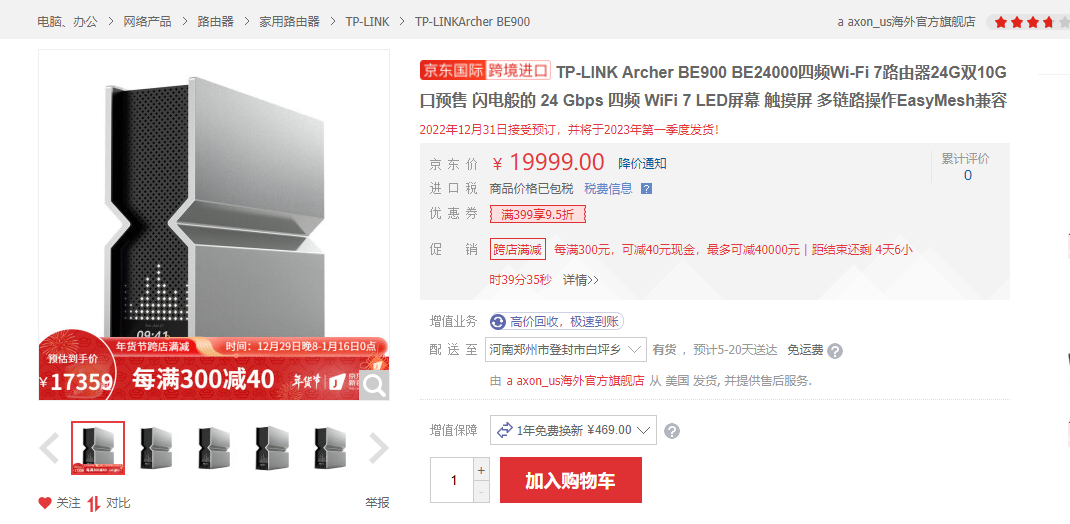 电脑、办公 > 网络产品 > 路由器 > 家用路由器 > TP-LINK > TP-LINKArcher BE900
a axon_us海外官方旗舰店
京东国际 跨境进口 TP-LINK Archer BE900 BE24000四频Wi-Fi 7路由器24G双10G
口预售 闪电般的 24 Gbps 四频 WiFi 7 LED屏幕 触摸屏 多链路操作EasyMesh兼容
2022年12月31日接受预订，并将于2023年第一季度发货！
京东价 ￥19999.00 降价通知
累计评价
0
进口税 商品价格已包税 税费信息 ?
优惠券 满399享9.5折
促销 跨店满减 每满300元，可减40元现金，最多可减40000元 | 距结束还剩 4天6小
时39分35秒 详情>>
增值业务 高价回收，极速到账
配送至 河南郑州市登封市白坪乡 有货，预计5-20天送达 免运费 ?
由 a axon_us海外官方旗舰店 从 美国 发货, 并提供售后服务.
增值保障 1年免费换新 ¥469.00 ?
1 + -
加入购物车
09:41
年货节跨店满减 时间：12月29日晚8-1月16日0点
预估到手价
¥17359
每满300减40
年货节
关注 对比
举报